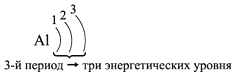 1 2 3
Al
3-й период → три энергетических уровня